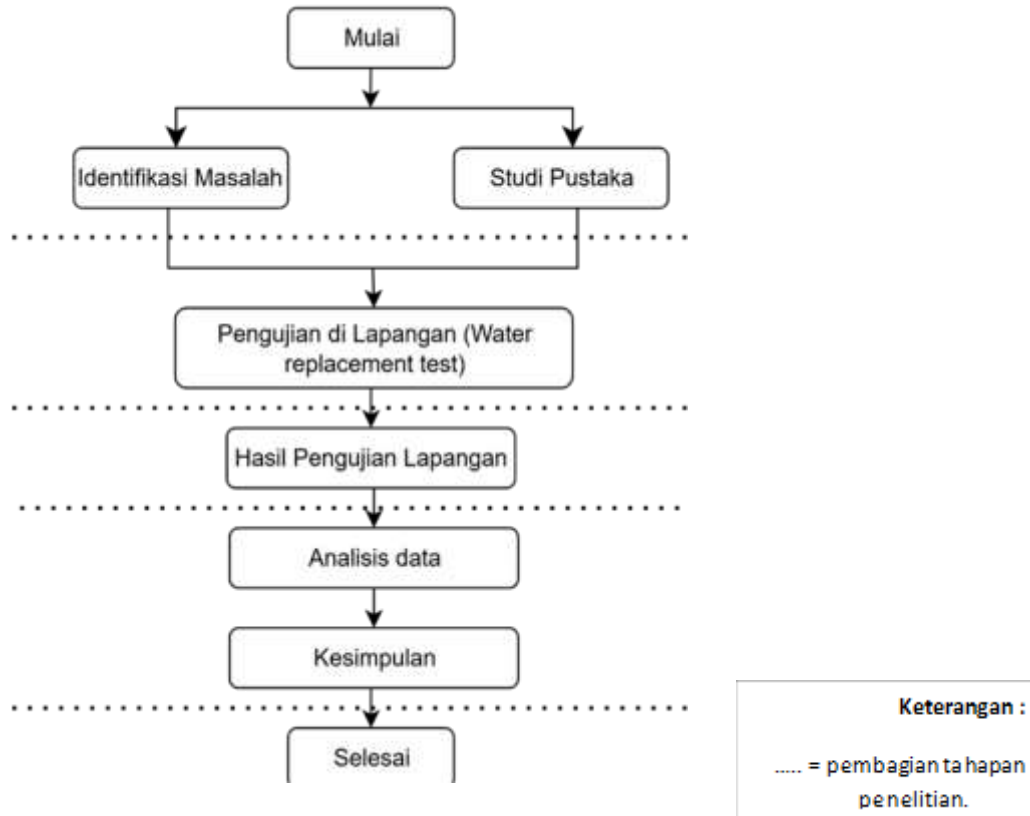 Mulai
Identifikasi Masalah
Studi Pustaka
Pengujian di Lapangan (Water
replacement test)
Hasil Pengujian Lapangan
Analisis data
Kesimpulan
Selesai
Keterangan :
..... = pembagian tahapan
penelitian.